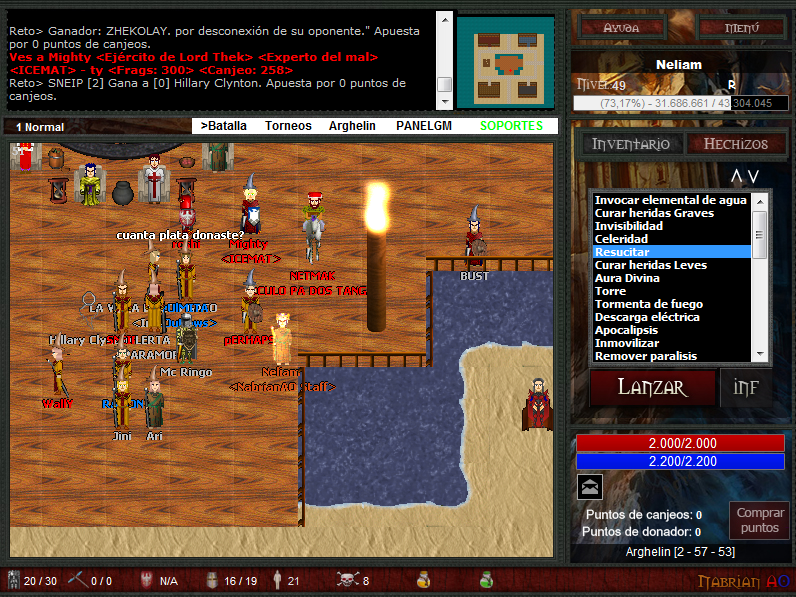 Reto> Ganador: ZHEKOLAY. por desconexión de su oponente." Apuesta
por 0 puntos de canjeos.
Ves a Mighty <Ejército de Lord Thek> <Experto del mal>
<ICEMAT> - ty <Frags: 300> <Canjeo: 258>
Reto> SNEIP [2] Gana a [0] Hillary Clynton. Apuesta por 0 puntos de
canjeos.
1 Normal
>Batalla Torneos Arghelin PANELGM SOPORTES
AYUDA MENÚ
Neliam
NIVEL 49
(73,17%) - 31.686.661 / 43.304.045
INVENTARIO HECHIZOS
Invocar elemental de agua
Curar heridas Graves
Invisibilidad
Celeridad
Resucitar
Curar heridas Leves
Aura Divina
Torre
Tormenta de fuego
Descarga eléctrica
Apocalipsis
Inmovilizar
Remover paralisis
LANZAR INF
2.000/2.000
2.200/2.200
Puntos de canjeos: 0
Puntos de donador: 0
Comprar
puntos
Arghelin [2 - 57 - 53]
cuanta plata donaste?
Mighty
<ICEMAT>
NETMAK
BUST
pERHAPS
Mc Ringo
Neliam
<NabrianAO Staff>
Wally
Jini Ari
20 / 30 0 / 0 N/A 16 / 19 21 8
NABRIAN AO